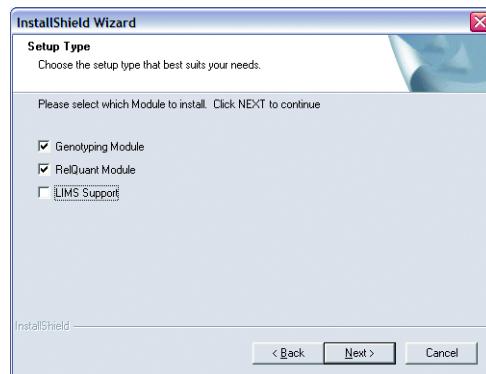 InstallShield Wizard
Setup Type
Choose the setup type that best suits your needs.
Please select which Module to install. Click NEXT to continue
Genotyping Module
RelQuant Module
LIMS Support
InstallShield
< Back Next > Cancel